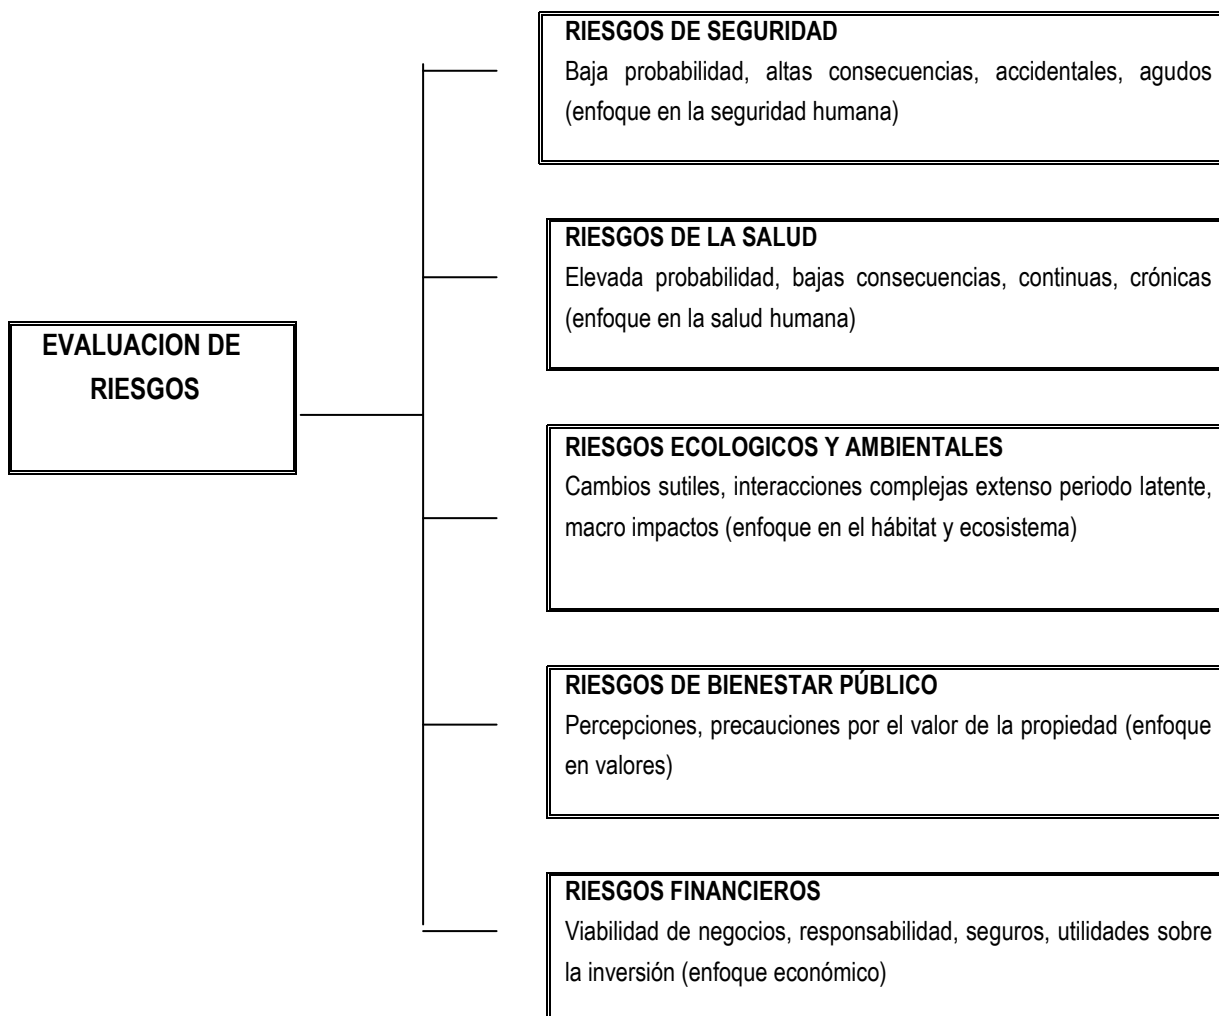 RIESGOS DE SEGURIDAD
Baja probabilidad, altas consecuencias, accidentales, agudos
(enfoque en la seguridad humana)
RIESGOS DE LA SALUD
Elevada probabilidad, bajas consecuencias, continuas, crónicas
(enfoque en la salud humana)
EVALUACION DE
RIESGOS
RIESGOS ECOLOGICOS Y AMBIENTALES
Cambios sutiles, interacciones complejas extenso periodo latente,
macro impactos (enfoque en el hábitat y ecosistema)
RIESGOS DE BIENESTAR PÚBLICO
Percepciones, precauciones por el valor de la propiedad (enfoque
en valores)
RIESGOS FINANCIEROS
Viabilidad de negocios, responsabilidad, seguros, utilidades sobre
la inversión (enfoque económico)